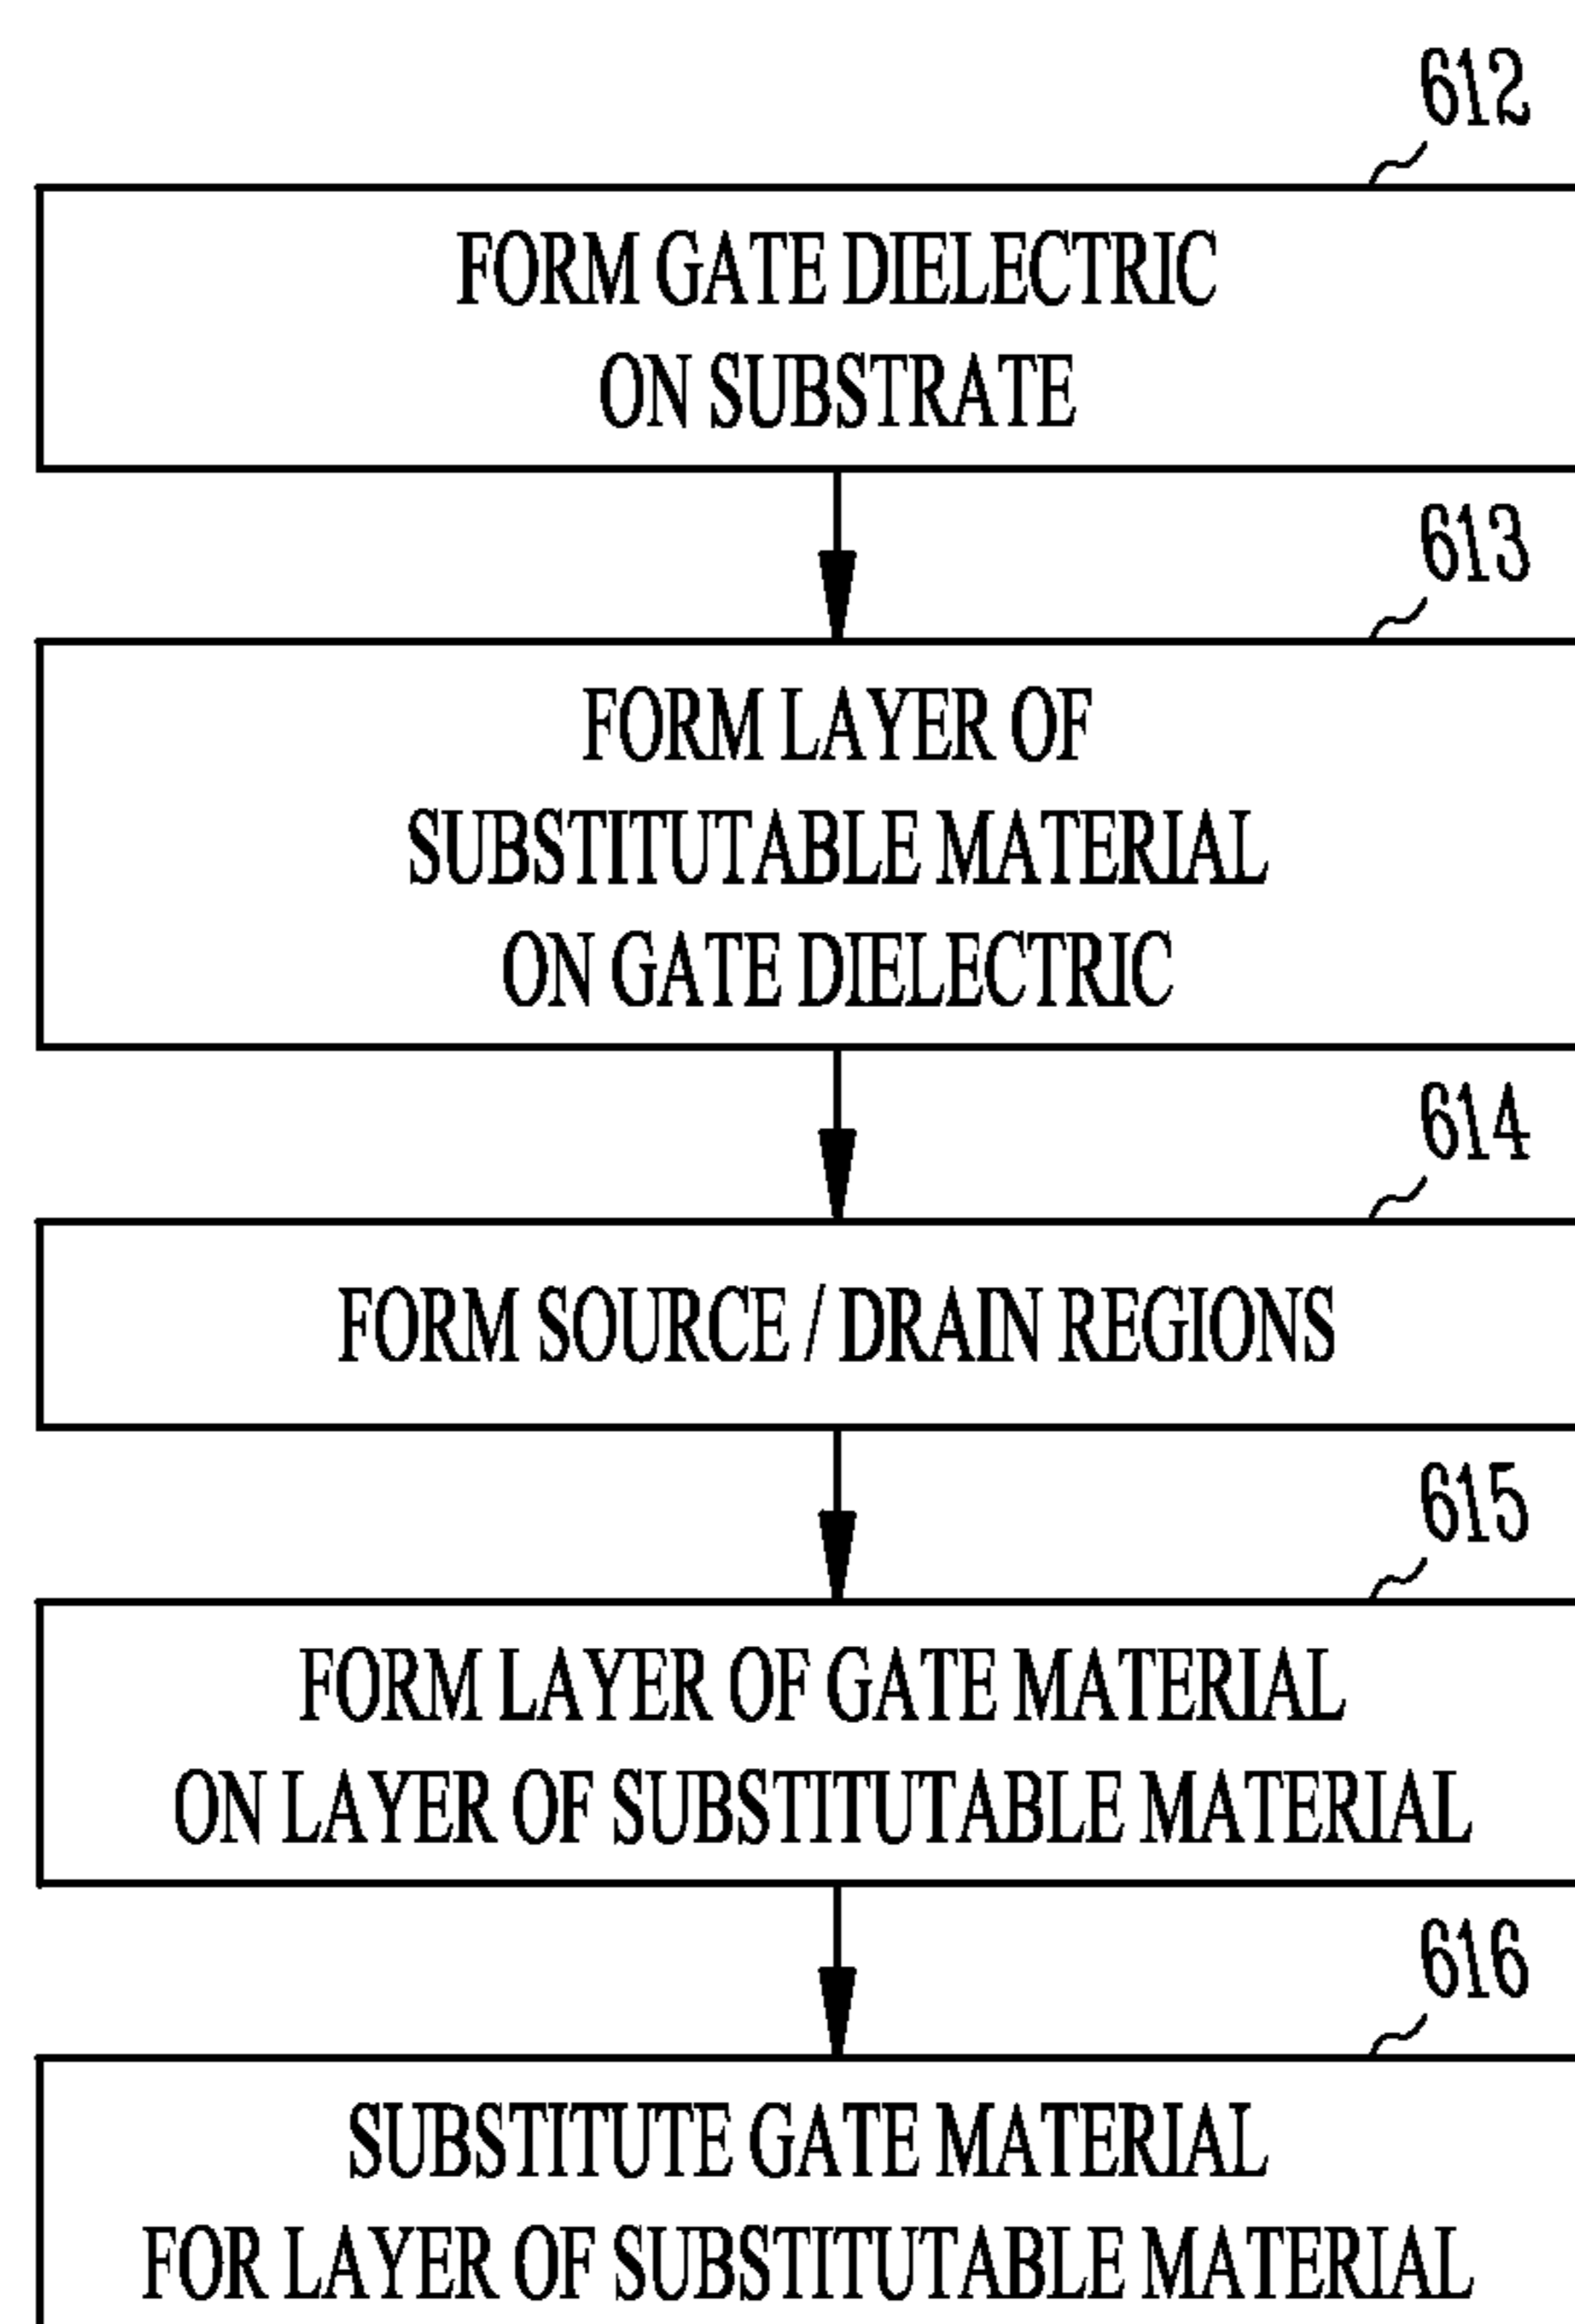 612
FORM GATE DIELECTRIC
ON SUBSTRATE
613
FORM LAYER OF
SUBSTITUTABLE MATERIAL
ON GATE DIELECTRIC
614
FORM SOURCE / DRAIN REGIONS
615
FORM LAYER OF GATE MATERIAL
ON LAYER OF SUBSTITUTABLE MATERIAL
616
SUBSTITUTE GATE MATERIAL
FOR LAYER OF SUBSTITUTABLE MATERIAL